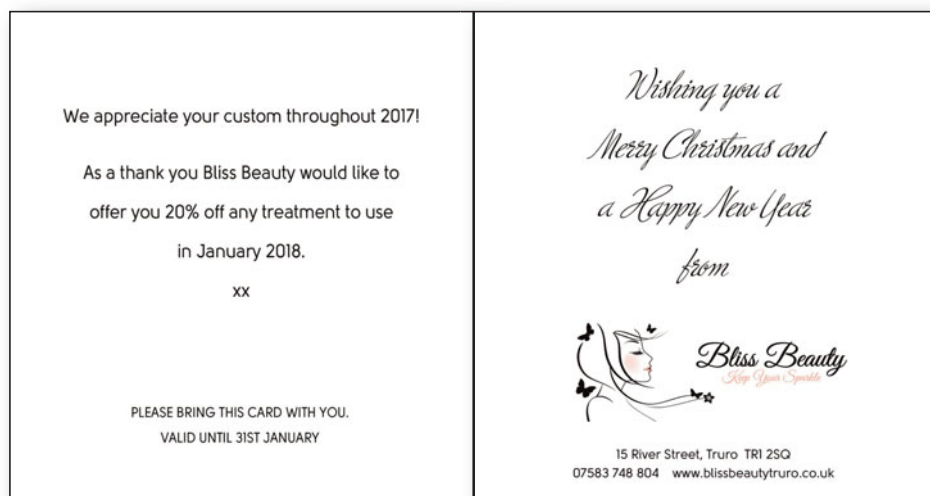 We appreciate your custom throughout 2017!
As a thank you Bliss Beauty would like to
offer you 20% off any treatment to use
in January 2018.
xx
PLEASE BRING THIS CARD WITH YOU.
VALID UNTIL 31ST JANUARY
Wishing you a
Merry Christmas and
a Happy New Year
from
Bliss Beauty
Keep Your Sparkle
15 River Street, Truro TR1 2SQ
07583 748 804 www.blissbeautytruro.co.uk